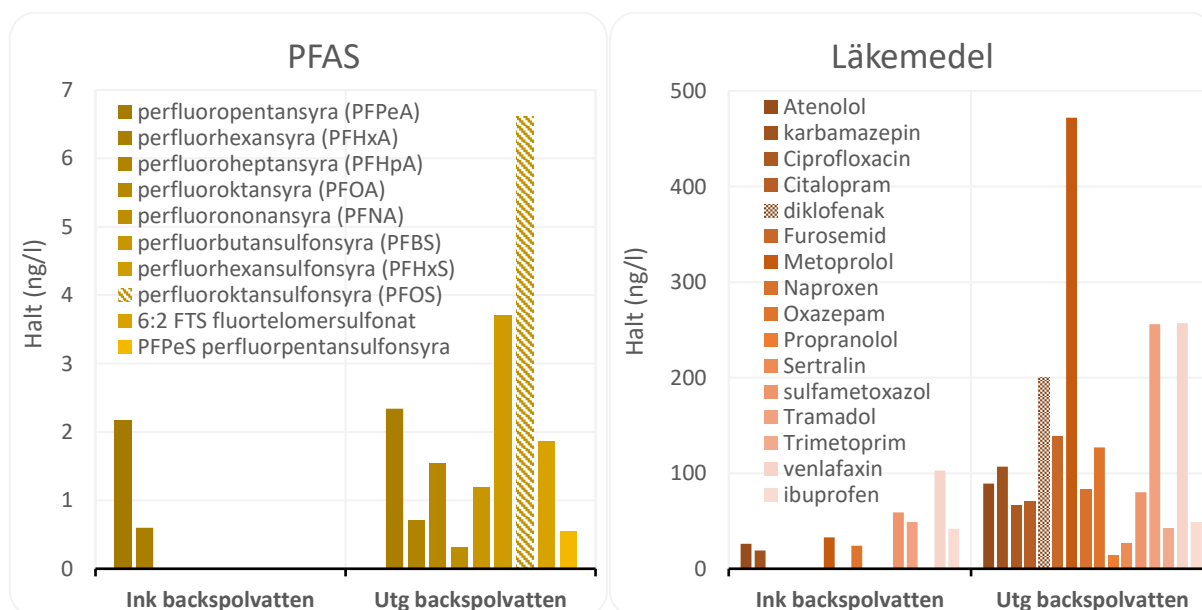 PFAS
Halt (ng/l)
7
6
5
4
3
2
1
0
perfluoropentansyra (PFPeA)
perfluorhexansyra (PFHxA)
perfluoroheptansyra (PFHpA)
perfluoroktansyra (PFOA)
perfluorononansyra (PFNA)
perfluorbutansulfonsyra (PFBS)
perfluorhexansulfonsyra (PFHxS)
perfluoroktansulfonsyra (PFOS)
6:2 FTS fluortelomersulfonat
PFPeS perfluorpentansulfonsyra
Ink backspolvatten
Utg backspolvatten
Läkemedel
Halt (ng/l)
500
400
300
200
100
0
Atenolol
karbamazepin
Ciprofloxacin
Citalopram
diklofenak
Furosemid
Metoprolol
Naproxen
Oxazepam
Propranolol
Sertralin
sulfametoxazol
Tramadol
Trimetoprim
venlafaxin
ibuprofen
Ink backspolvatten
Utg backspolvatten